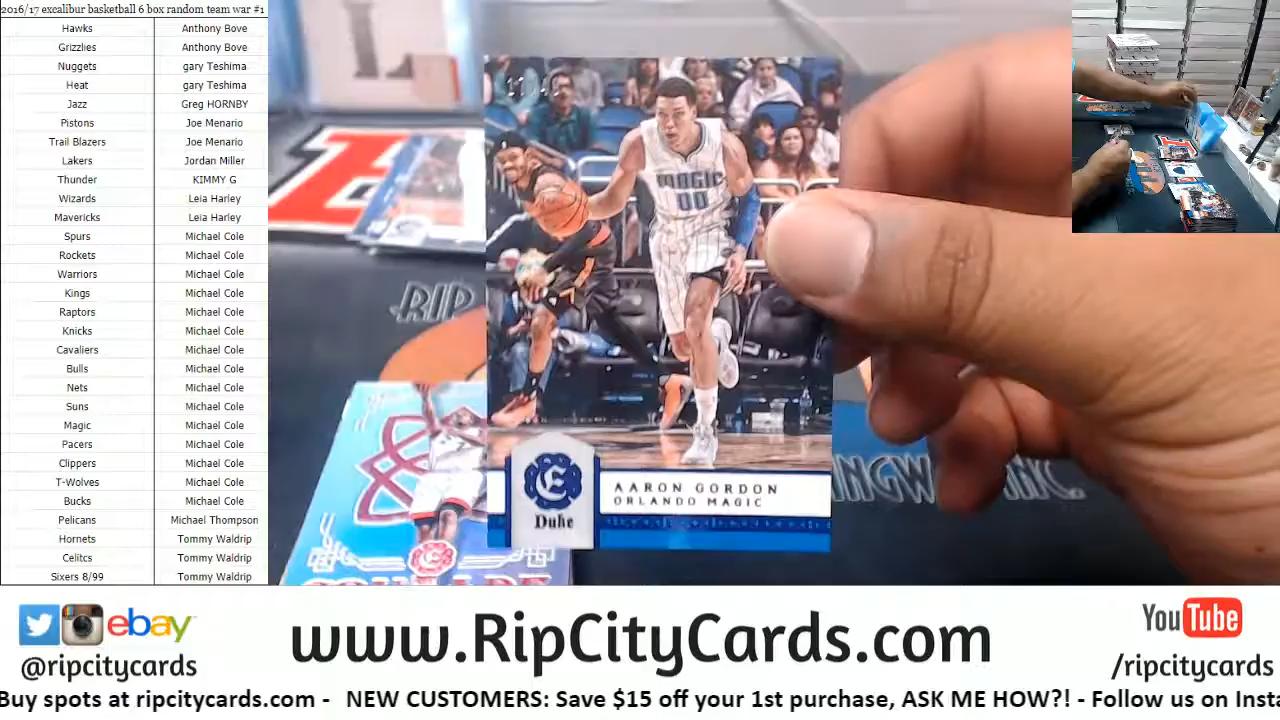 2016/17 excalibur basketball 6 box random team war #1
Hawks Anthony Bove
Grizzlies Anthony Bove
Nuggets gary Teshima
Heat gary Teshima
Jazz Greg HORNBY
Pistons Joe Menario
Trail Blazers Joe Menario
Lakers Jordan Miller
Thunder KIMMY G
Wizards Leia Harley
Mavericks Leia Harley
Spurs Michael Cole
Rockets Michael Cole
Warriors Michael Cole
Kings Michael Cole
Raptors Michael Cole
Knicks Michael Cole
Cavaliers Michael Cole
Bulls Michael Cole
Nets Michael Cole
Suns Michael Cole
Magic Michael Cole
Pacers Michael Cole
Clippers Michael Cole
T-Wolves Michael Cole
Bucks Michael Cole
Pelicans Michael Thompson
Hornets Tommy Waldrip
Celitcs Tommy Waldrip
Sixers 8/99 Tommy Waldrip
MAGIC
00
RIP
INC.
E
Duke
AARON GORDON
ORLANDO MAGIC
ebay
@ripcitycards
www.RipCityCards.com
YouTube
/ripcitycards
Buy spots at ripcitycards.com - NEW CUSTOMERS: Save $15 off your 1st purchase, ASK ME HOW?! - Follow us on Insta